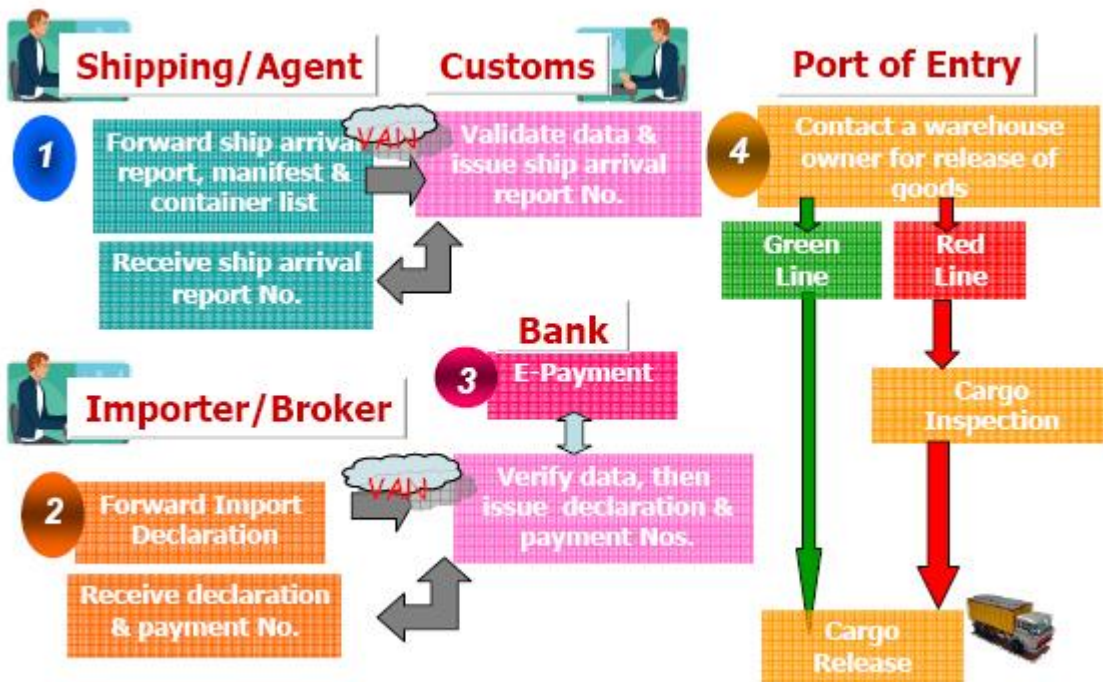 Shipping/Agent
Customs
Port of Entry
1
Forward ship arrival
report, manifest &
container list
VAN
Validate data &
issue ship arrival
report No.
4
Contact a warehouse
owner for release of
goods
Receive ship arrival
report No.
Green
Line
Red
Line
Bank
3
E-Payment
Importer/Broker
Cargo
Inspection
2
Forward Import
Declaration
VAN
Verify data, then
issue declaration &
payment Nos.
Receive declaration
& payment No.
Cargo
Release